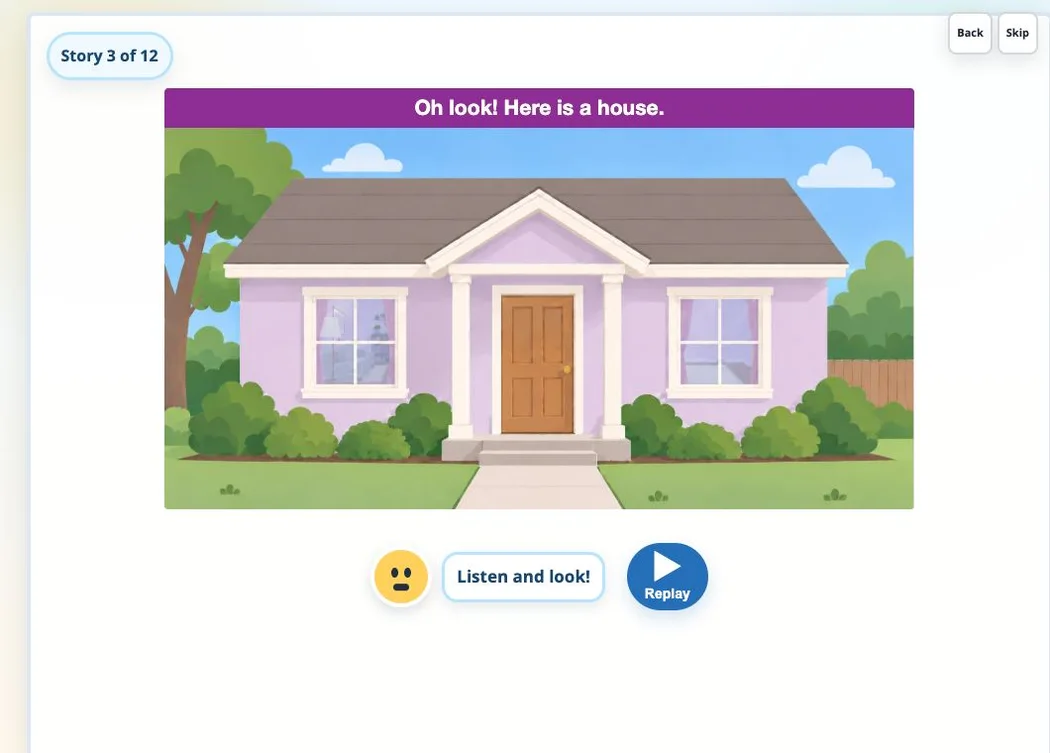 Story 3 of 12
Back
Skip
Oh look! Here is a house.
Listen and look!
Replay